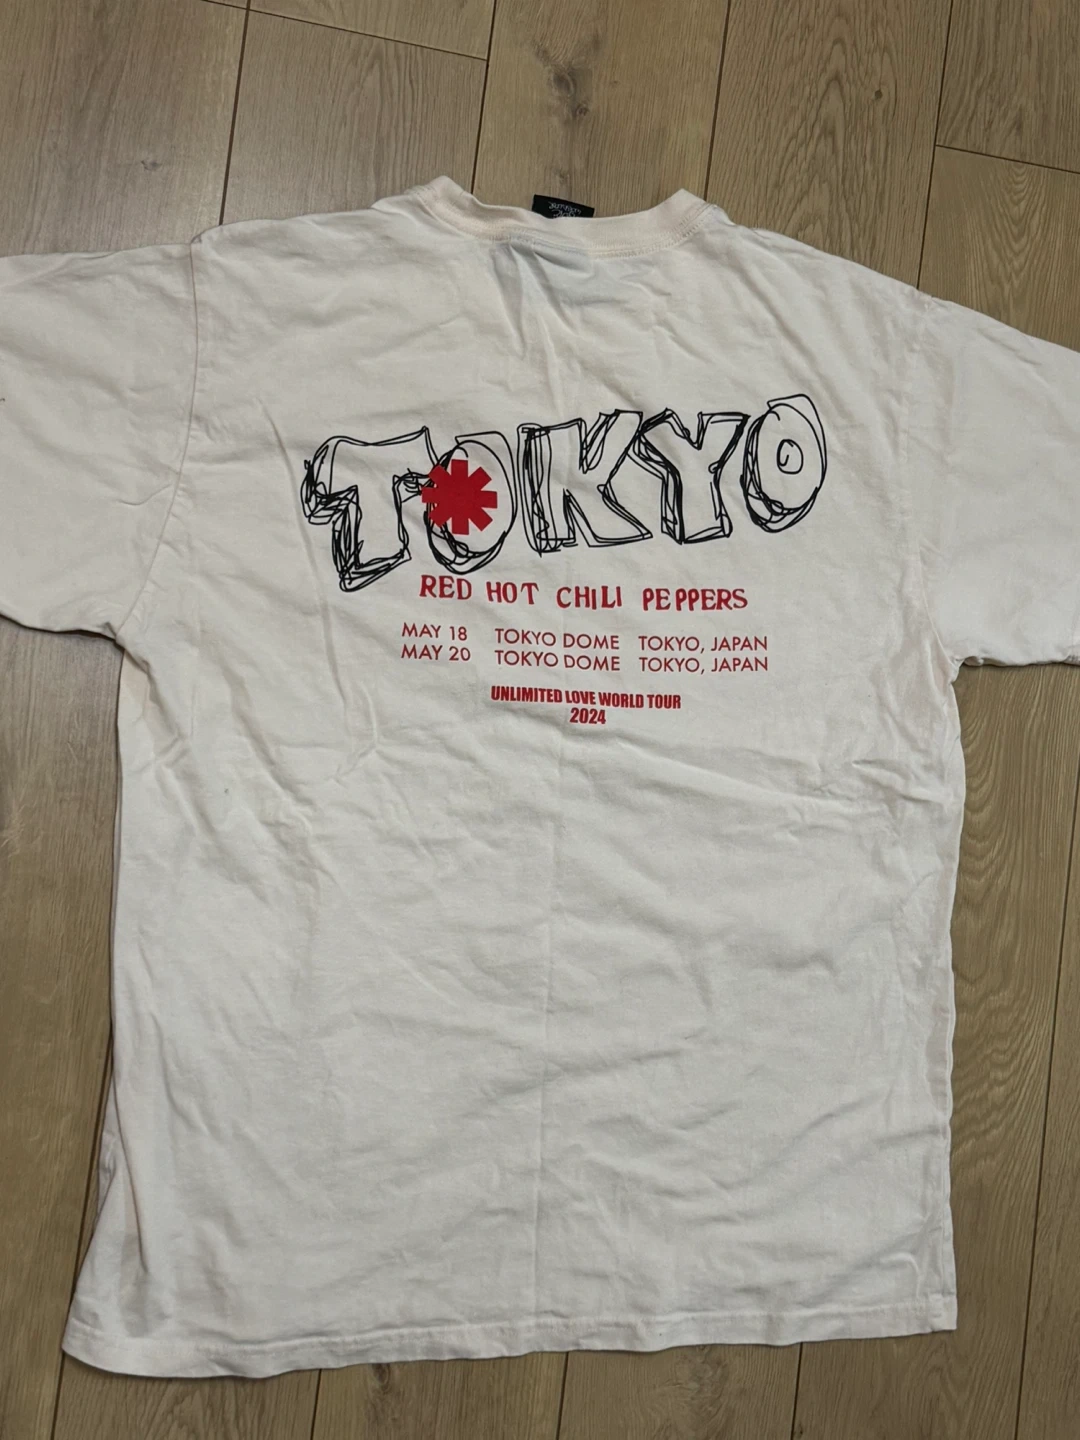 TOKYO
RED HOT CHILI PEPPERS
MAY 18 TOKYO DOME TOKYO, JAPAN
MAY 20 TOKYO DOME TOKYO, JAPAN
UNLIMITED LOVE WORLD TOUR
2024